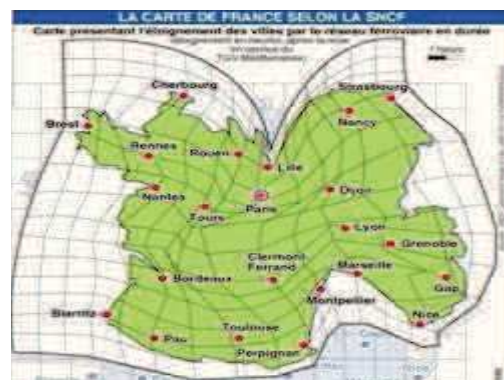 LA CARTE DE FRANCE SELON LA SNCF
Carte présentant l'éloignement des villes par le réseau ferroviaire en durée
Cherbourg
Strasbourg
Brest
Nancy
Rennes
Rouen
Lille
Nantes
Paris
Dijon
Tours
Lyon
Grenoble
Bordeaux
Clermont
Ferrand
Marseille
Gap
Montpellier
Biarritz
Nice
Pau
Toulouse
Perpignan